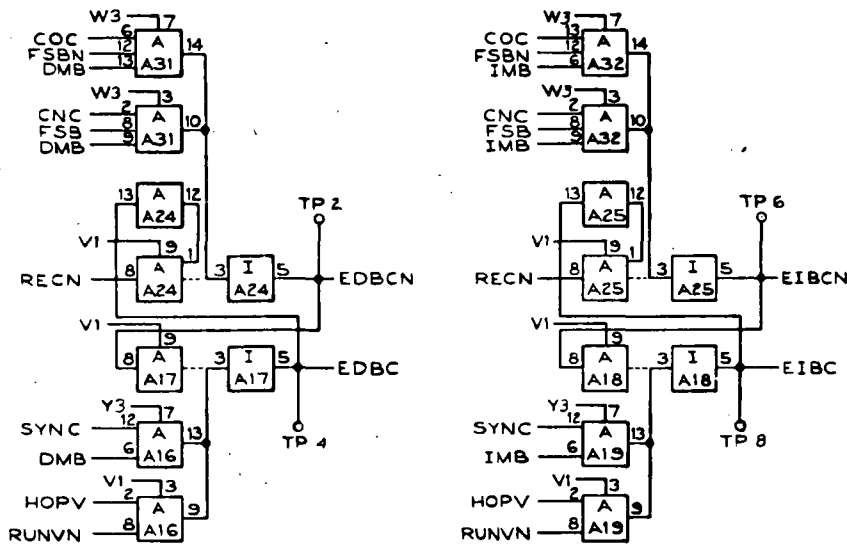 W3
7
COC 6
FSBN 12
DMB 13
A
A31
14
W3
3
CNC 2
FSB 8
DMB 9
A
A31
10
13
A
A24
12
TP 2
V1
9
1
RECN 8
A
A24
3
I
A24
5
EDBCN
V1
9
8
A
A17
3
I
A17
5
EDBC
Y3
7
SYNC 12
DMB 6
A
A16
13
TP 4
V1
3
HOPV 2
RUNVN 8
A
A16
9
W3
7
COC 13
FSBN 12
IMB 6
A
A32
14
W3
3
CNC 2
FSB 8
IMB 9
A
A32
10
13
A
A25
12
TP 6
V1
9
1
RECN 8
A
A25
3
I
A25
5
EIBCN
V1
9
8
A
A18
3
I
A18
5
EIBC
Y3
7
SYNC 12
IMB 6
A
A19
13
TP 8
V1
3
HOPV 2
RUNVN 8
A
A19
9